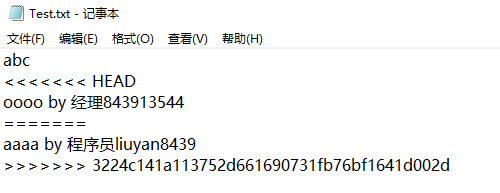 Test.txt - 记事本
文件(F) 编辑(E) 格式(O) 查看(V) 帮助(H)
abc
<<<<<<< HEAD
oooo by 经理843913544
=======
aaaa by 程序员liuyan8439
>>>>>>> 3224c141a113752d661690731fb76bf1641d002d